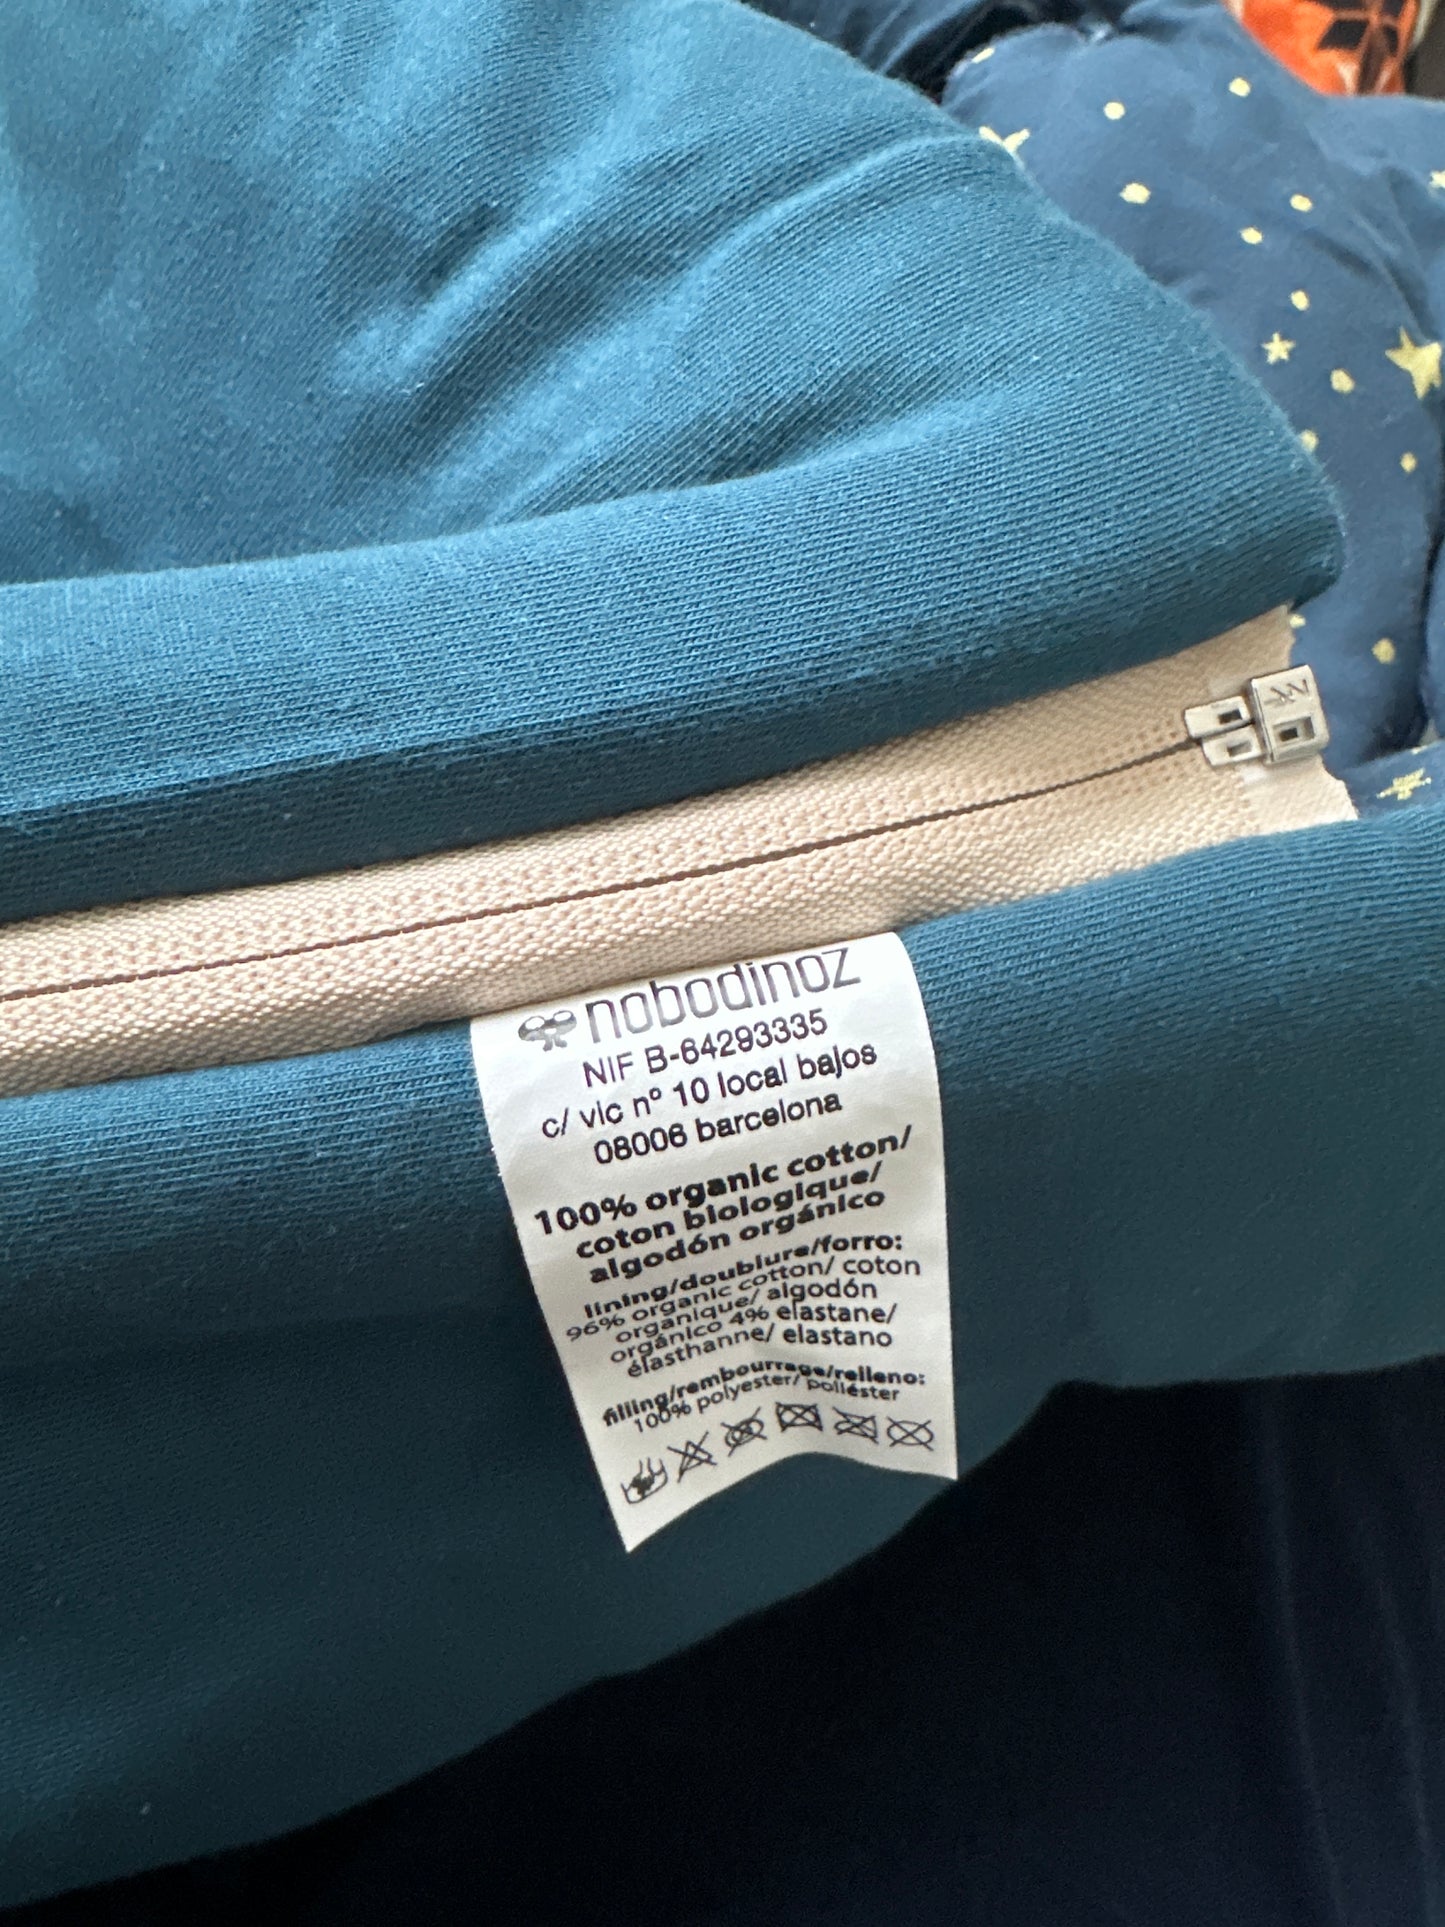 nobodinoz
NIF B-64293335
c/ vic nº 10 local bajos
08006 barcelona
100% organic cotton/
coton biologique/
algodón orgánico
lining/doublure/forro:
96% organic cotton/ coton
organique/ algodón
orgánico 4% elastane/
élasthanne/ elastano
filling/rembourrage/relleno:
100% polyester/ poliéster